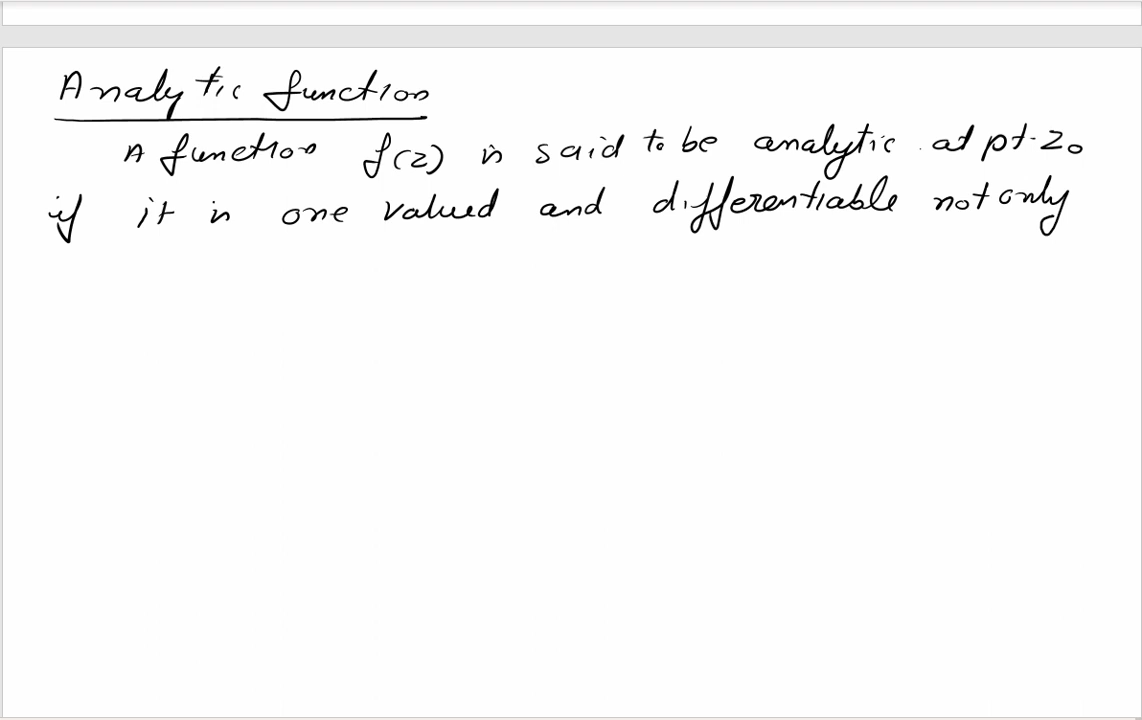 Analytic function
A function f(z) is said to be analytic at pt. z₀
if it is one valued and differentiable not only